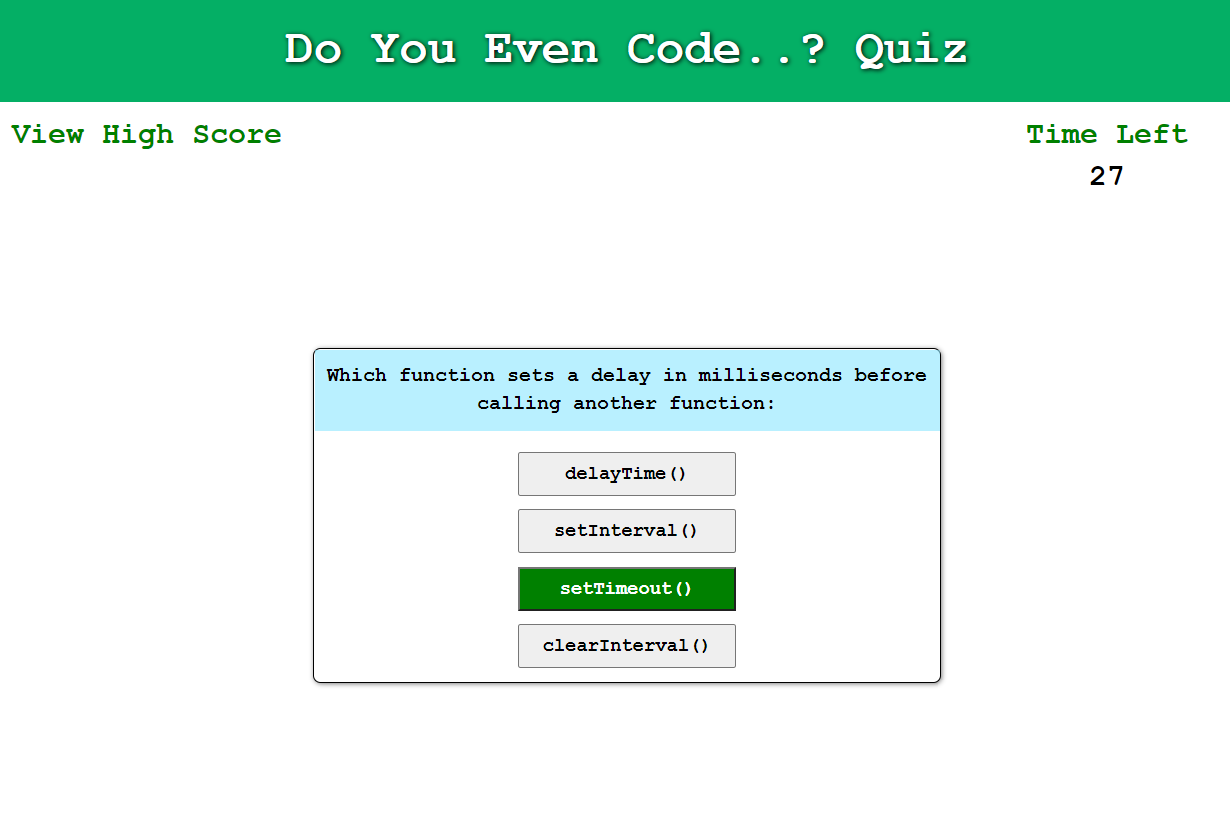 Do You Even Code..? Quiz
View High Score
Time Left
27
Which function sets a delay in milliseconds before
calling another function:
delayTime()
setInterval()
setTimeout()
clearInterval()